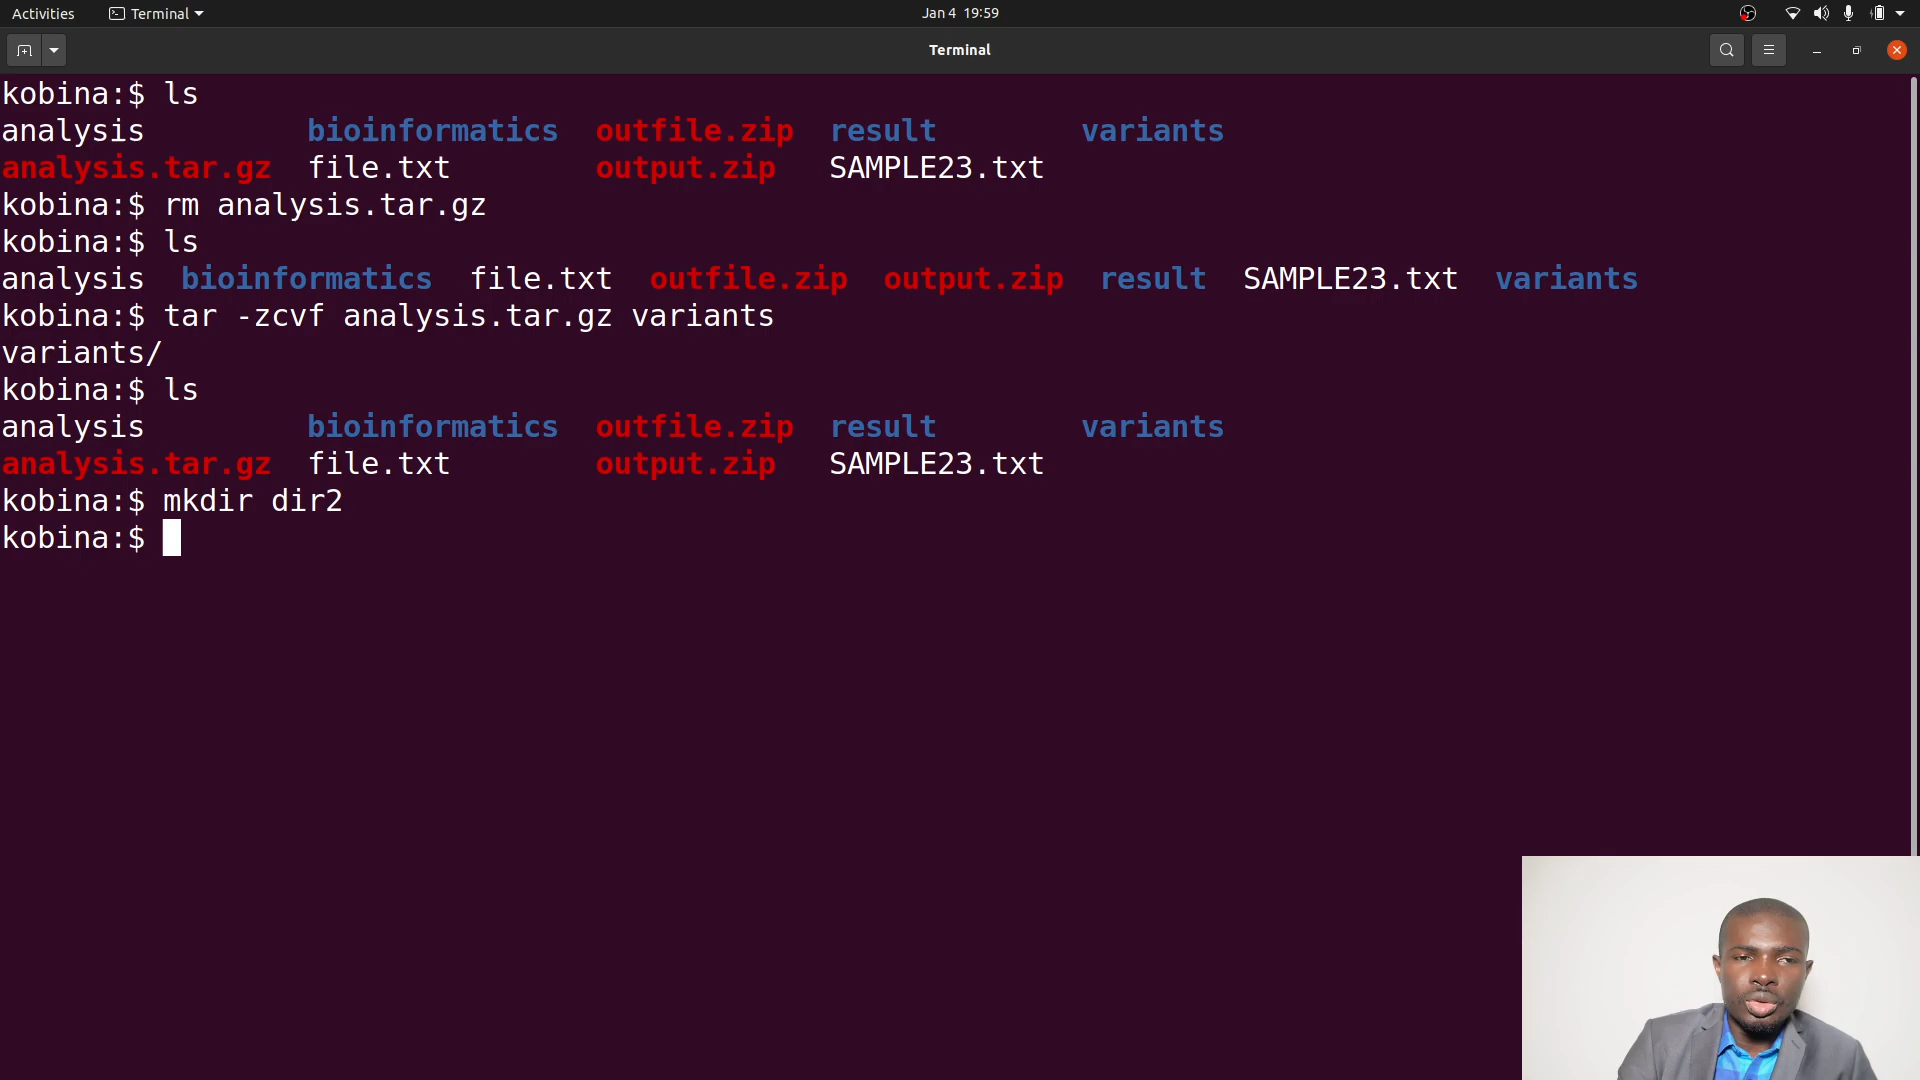 Activities Terminal Jan 4 19:59
Terminal
kobina:$ ls
analysis bioinformatics outfile.zip result variants
analysis.tar.gz file.txt output.zip SAMPLE23.txt
kobina:$ rm analysis.tar.gz
kobina:$ ls
analysis bioinformatics file.txt outfile.zip output.zip result SAMPLE23.txt variants
kobina:$ tar -zcvf analysis.tar.gz variants
variants/
kobina:$ ls
analysis bioinformatics outfile.zip result variants
analysis.tar.gz file.txt output.zip SAMPLE23.txt
kobina:$ mkdir dir2
kobina:$